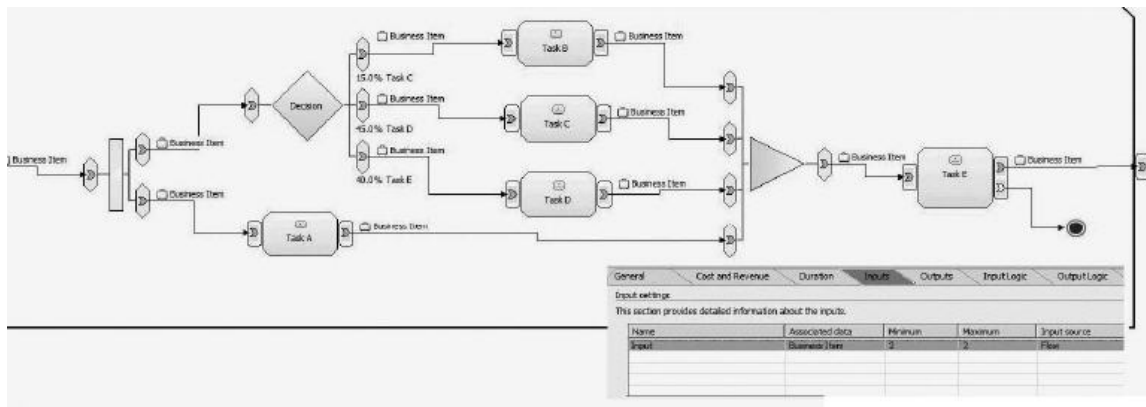 Business Item
Task B
Business Item
15.0% Task C
Decision
Business Item
Task C
Business Item
45.0% Task D
Business Item
Business Item
Business Item
Task E
Business Item
Business Item
40.0% Task E
Business Item
Task D
Business Item
Business Item
Task A
Business Item
General Cost and Revenue Duration Inputs Outputs Input Logic Output Logic
Input settings
This section provides detailed information about the inputs.
Name Associated data Minimum Maximum Input source
Input Business Item 2 2 Flow